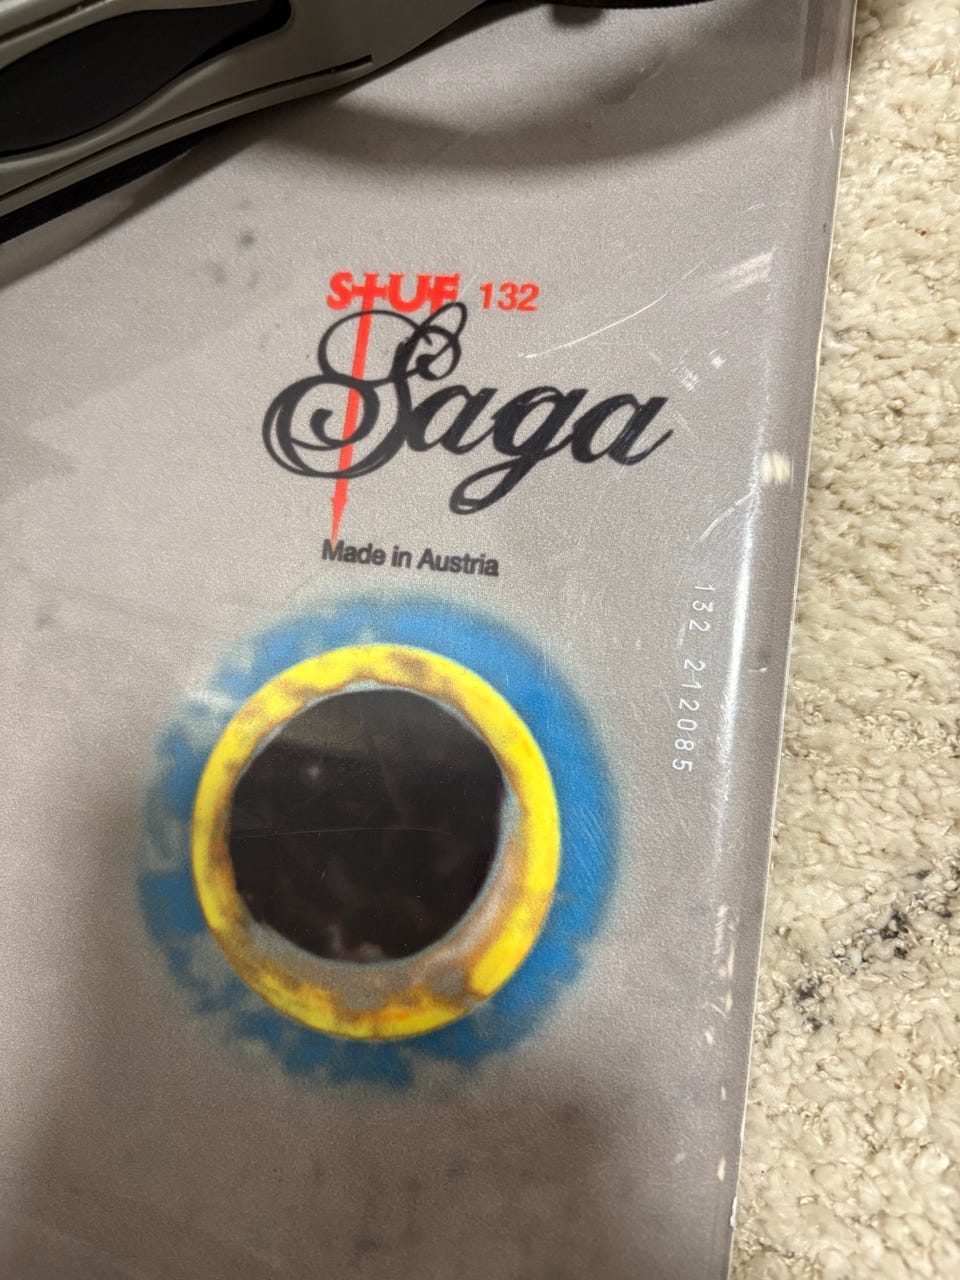 STUF 132
Saga
Made in Austria
132 212085